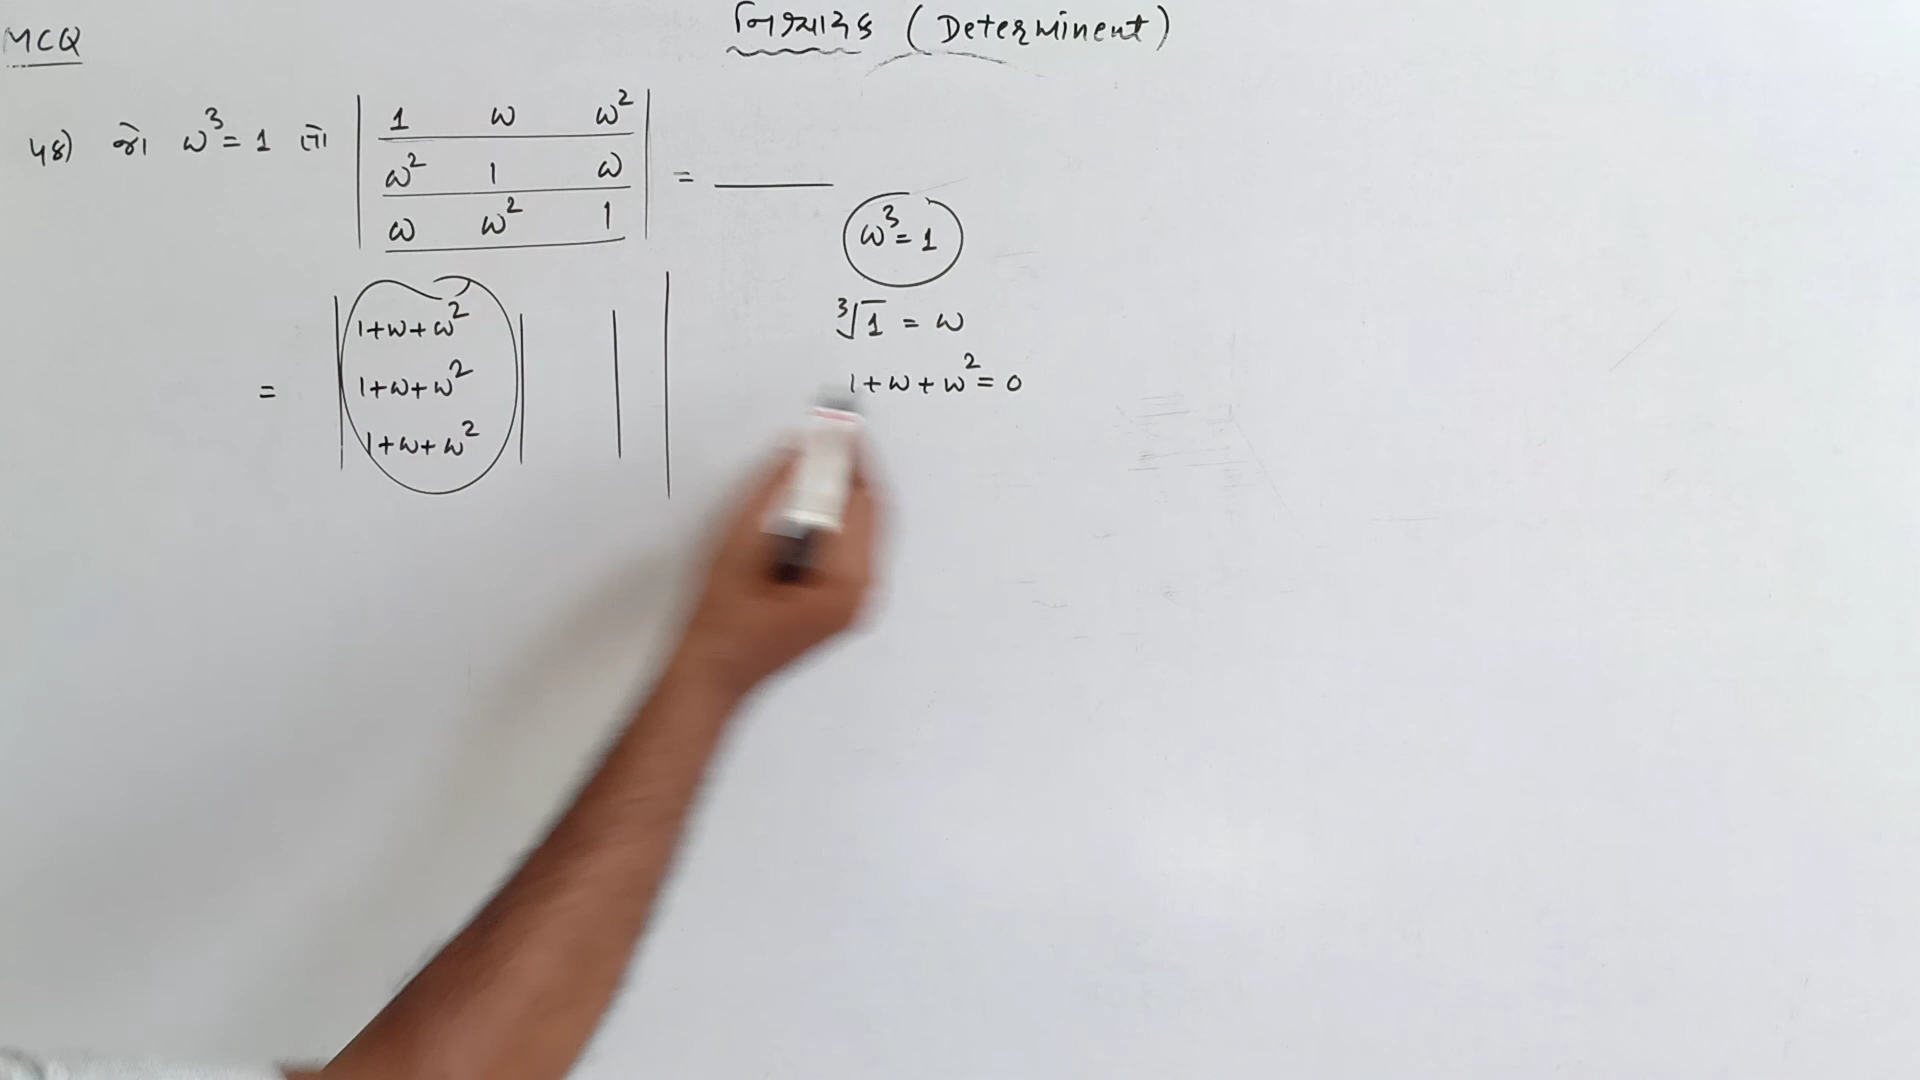 MCQ
નિશ્ચાયક (Determinent)
48) જો ω³ = 1 તો | 1 ω ω² | = ______
| ω² 1 ω |
| ω ω² 1 |
ω³ = 1
= | 1+ω+ω² | | |
1+ω+ω²
1+ω+ω²
∛1 = ω
1+ω+ω² = 0